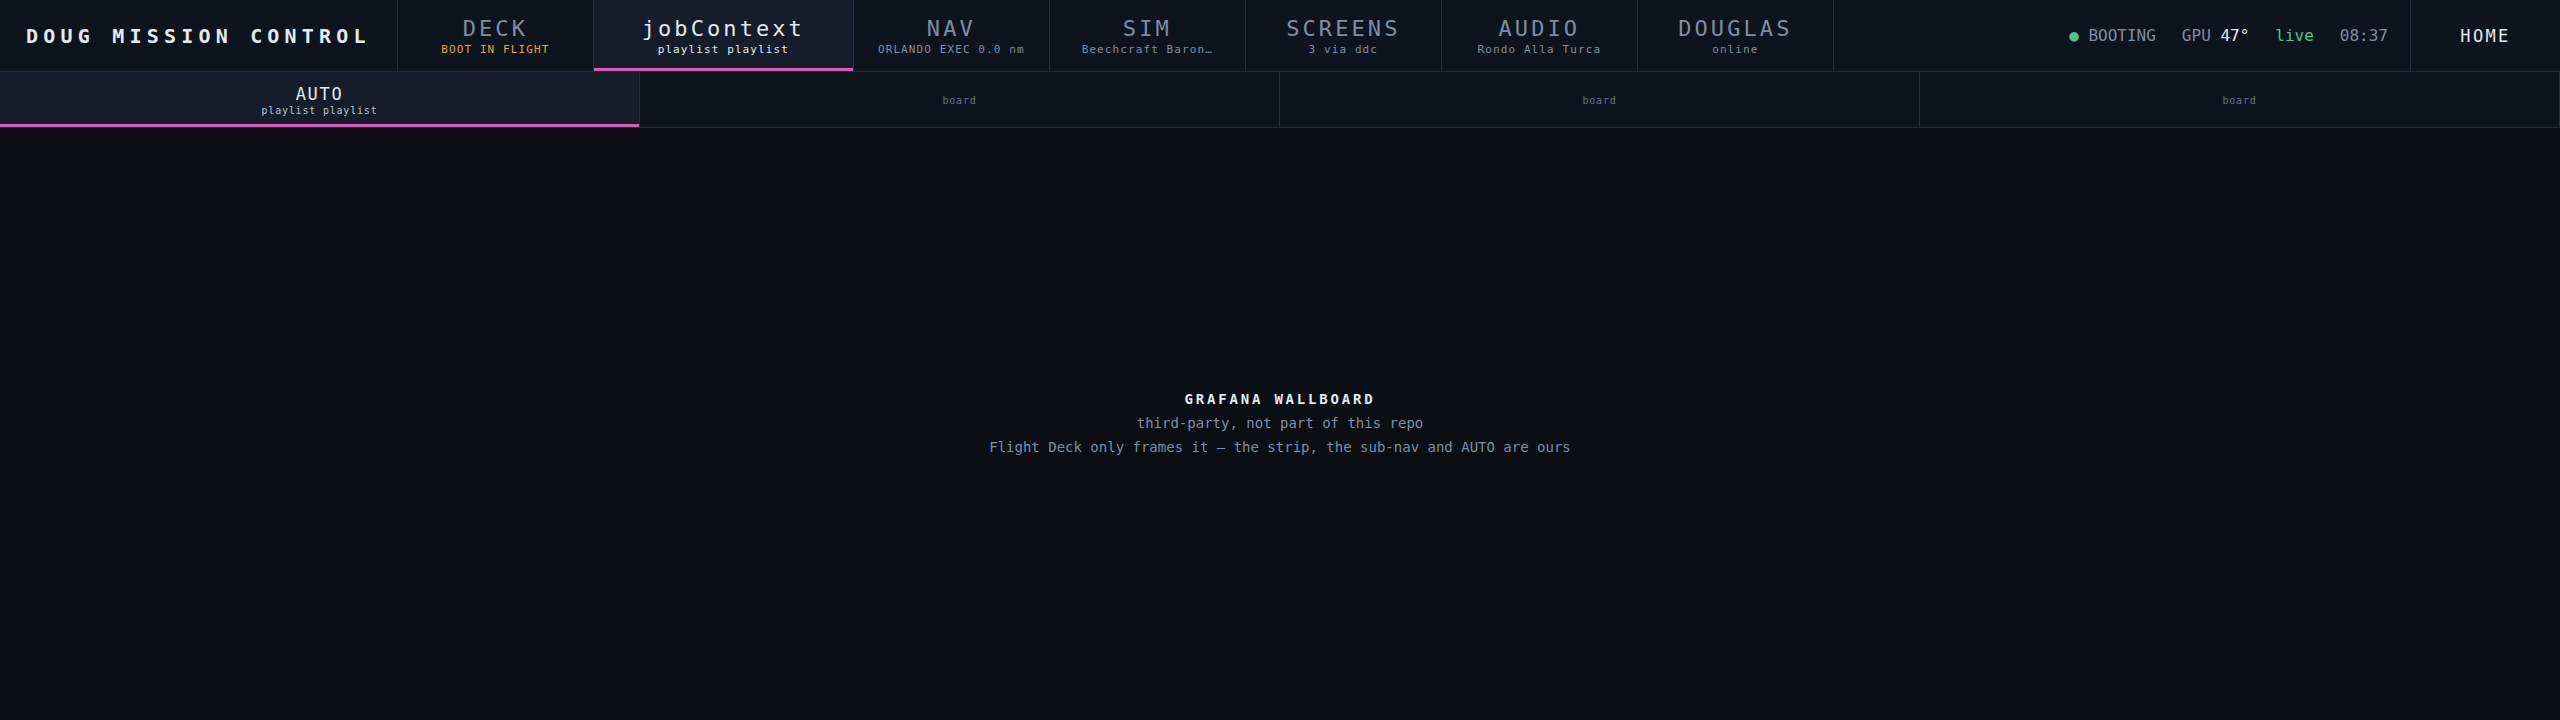 DOUG MISSION CONTROL
DECK
BOOT IN FLIGHT
jobContext
playlist playlist
NAV
ORLANDO EXEC 0.0 nm
SIM
Beechcraft Baron…
SCREENS
3 via ddc
AUDIO
Rondo Alla Turca
DOUGLAS
online
● BOOTING GPU 47° live 08:37
HOME
AUTO
playlist playlist
board
board
board
GRAFANA WALLBOARD
third-party, not part of this repo
Flight Deck only frames it — the strip, the sub-nav and AUTO are ours